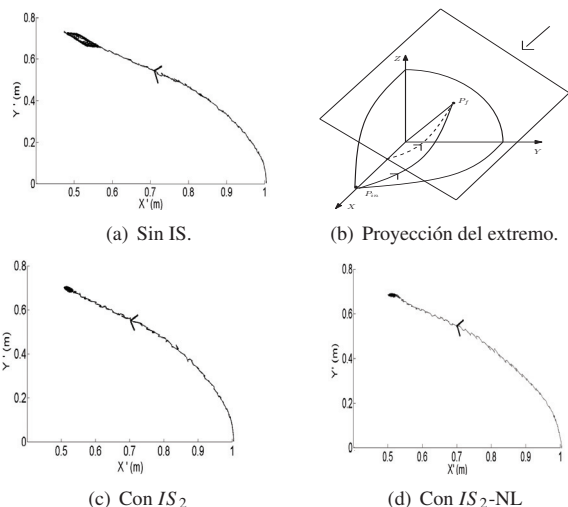 0.8
0.6
0.4
0.2
0
Y'(m)
0.5 0.6 0.7 0.8 0.9 1
X'(m)
(a) Sin IS.
Z
P_f
Y
P_in
X
(b) Proyección del extremo.
0.8
0.6
0.4
0.2
0
Y'(m)
0.5 0.6 0.7 0.8 0.9 1
X'(m)
(c) Con IS_2
0.8
0.6
0.4
0.2
0
Y'(m)
0.5 0.6 0.7 0.8 0.9 1
X'(m)
(d) Con IS_2-NL